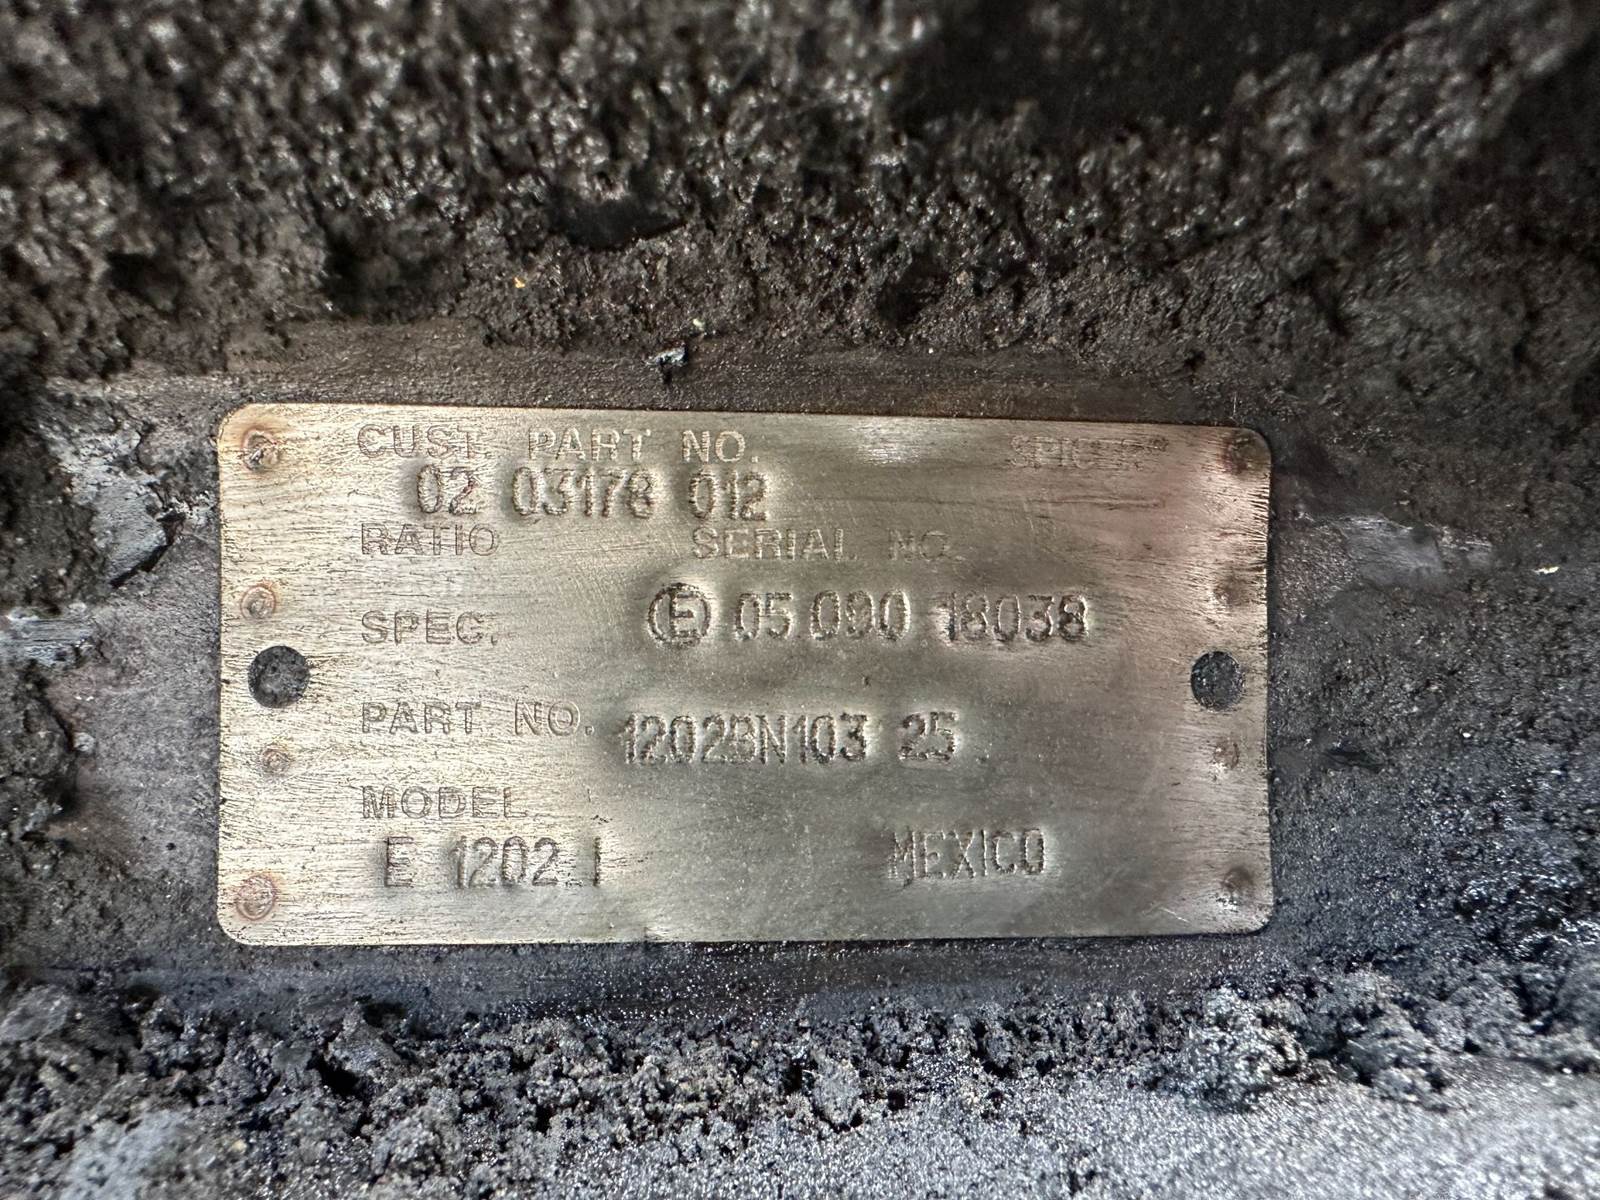 CUST. PART NO. SPICER®
02 03178 012
RATIO SERIAL NO.
SPEC. Ⓔ 05 090 18038
PART NO. 1202BN103 25
MODEL
E 1202 I MEXICO